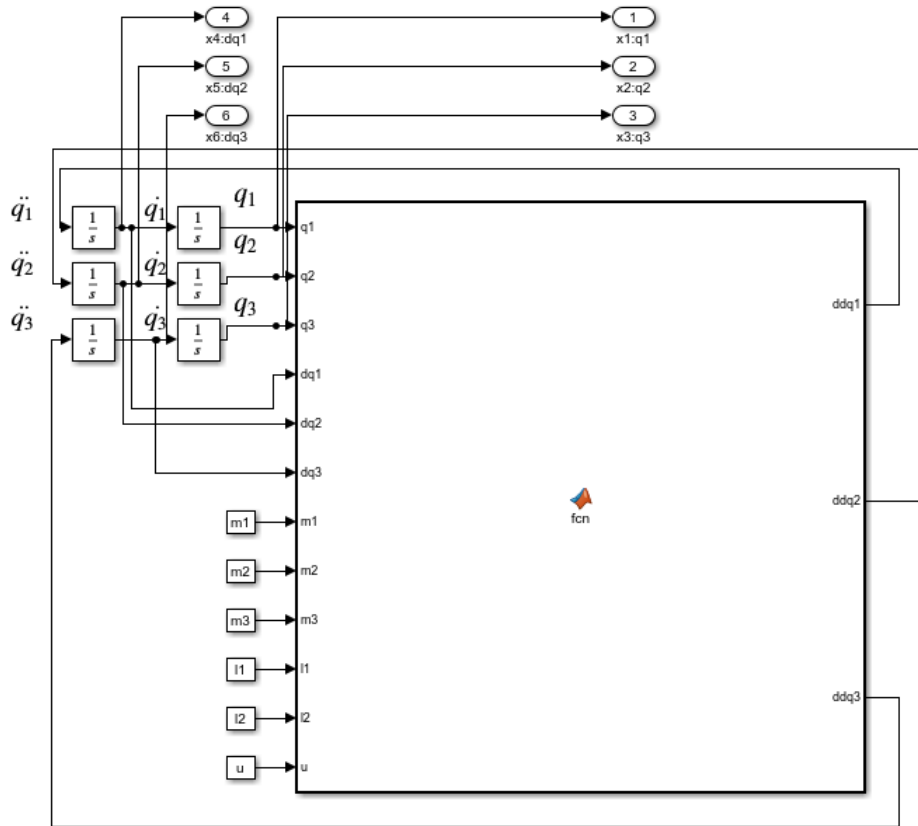 4
x4:dq1
1
x1:q1
5
x5:dq2
2
x2:q2
6
x6:dq3
3
x3:q3
q̈₁
1/s
q̇₁
1/s
q₁
q1
q̈₂
1/s
q̇₂
1/s
q₂
q2
q̈₃
1/s
q̇₃
1/s
q₃
q3
ddq1
dq1
dq2
dq3
ddq2
fcn
m1
m1
m2
m2
m3
m3
l1
l1
ddq3
l2
l2
u
u